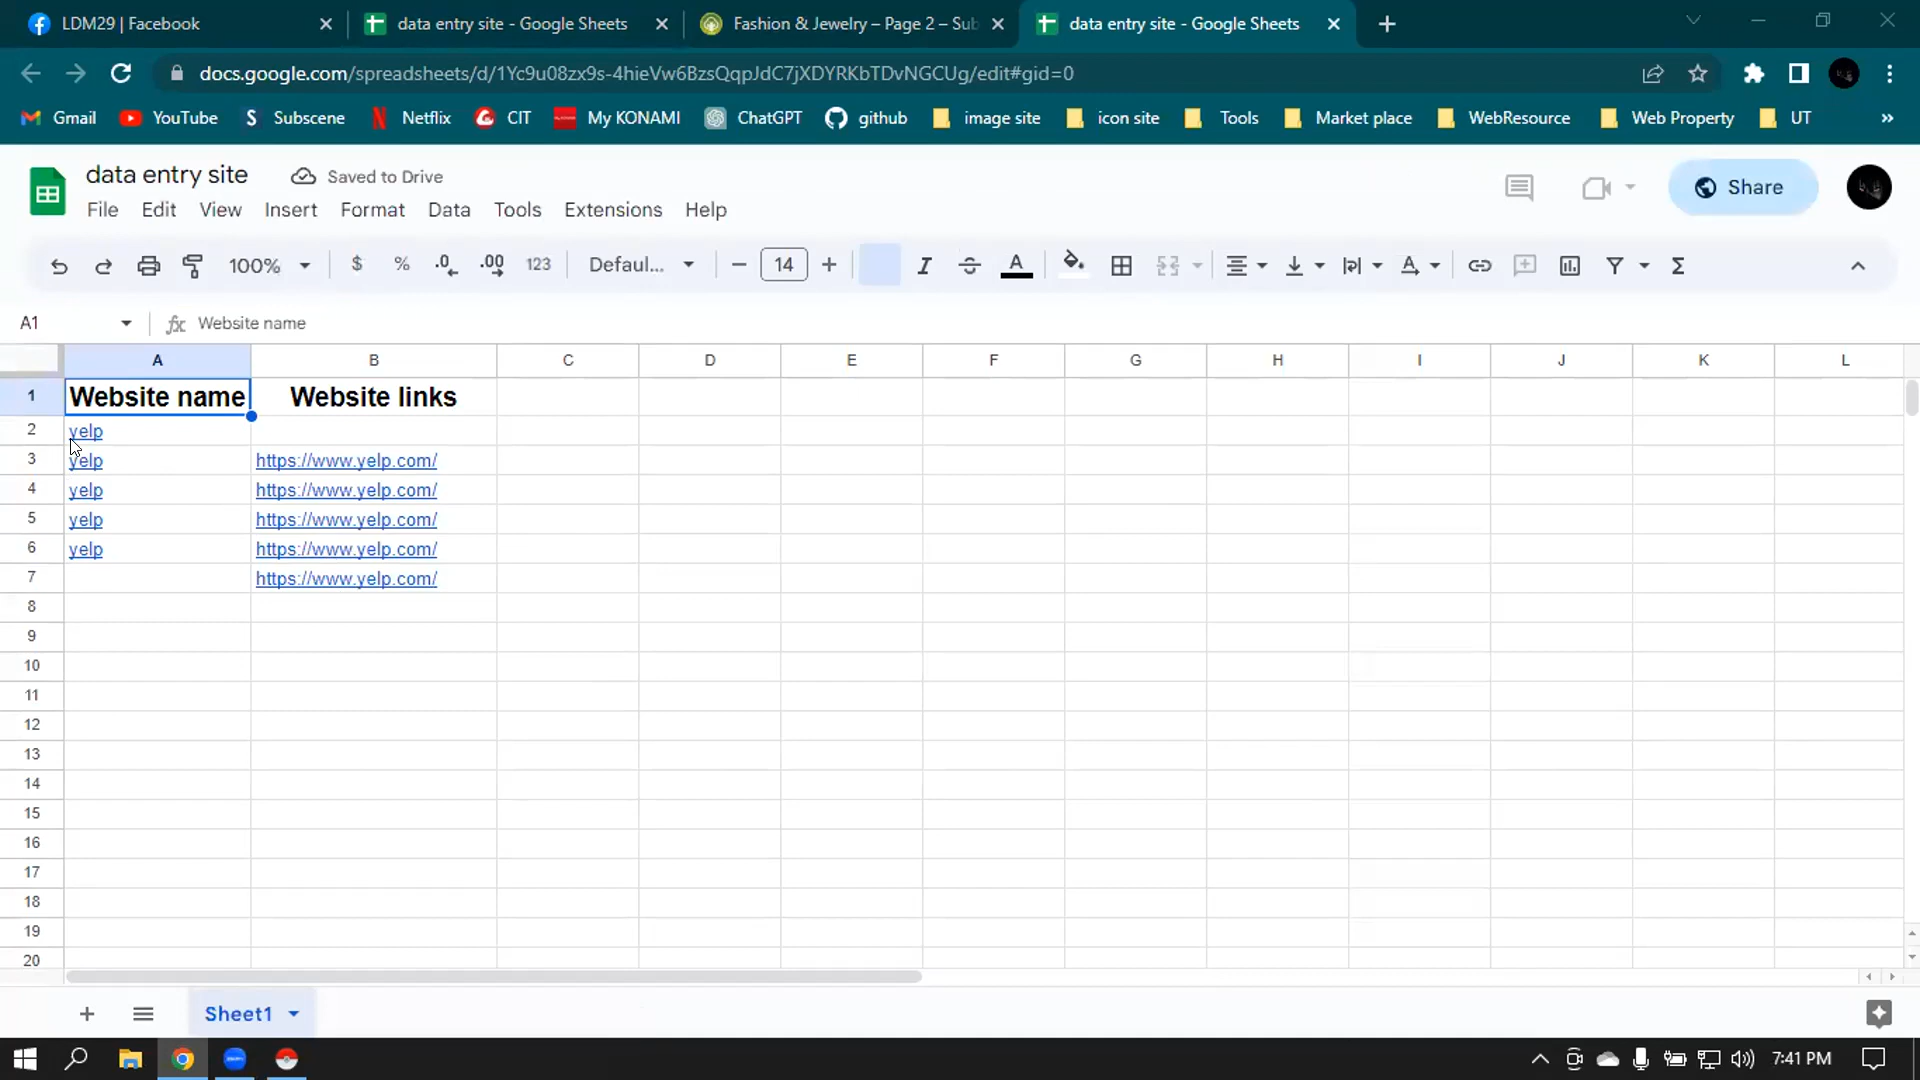 LDM29 | Facebook
data entry site - Google Sheets
Fashion & Jewelry – Page 2 – Sub
data entry site - Google Sheets
docs.google.com/spreadsheets/d/1Yc9u08zx9s-4hieVw6BzsQqpJdC7jXDYRKbTDvNGCUg/edit#gid=0
Gmail
YouTube
Subscene
Netflix
CIT
My KONAMI
ChatGPT
github
image site
icon site
Tools
Market place
WebResource
Web Property
UT
»
data entry site
Saved to Drive
Share
File Edit View Insert Format Data Tools Extensions Help
100% $ % .0 .00 123 Defaul... 14 A
A1
fx Website name
A B C D E F G H I J K L
1 Website name Website links
2 yelp
3 yelp https://www.yelp.com/
4 yelp https://www.yelp.com/
5 yelp https://www.yelp.com/
6 yelp https://www.yelp.com/
7 https://www.yelp.com/
8
9
10
11
12
13
14
15
16
17
18
19
20
Sheet1
7:41 PM